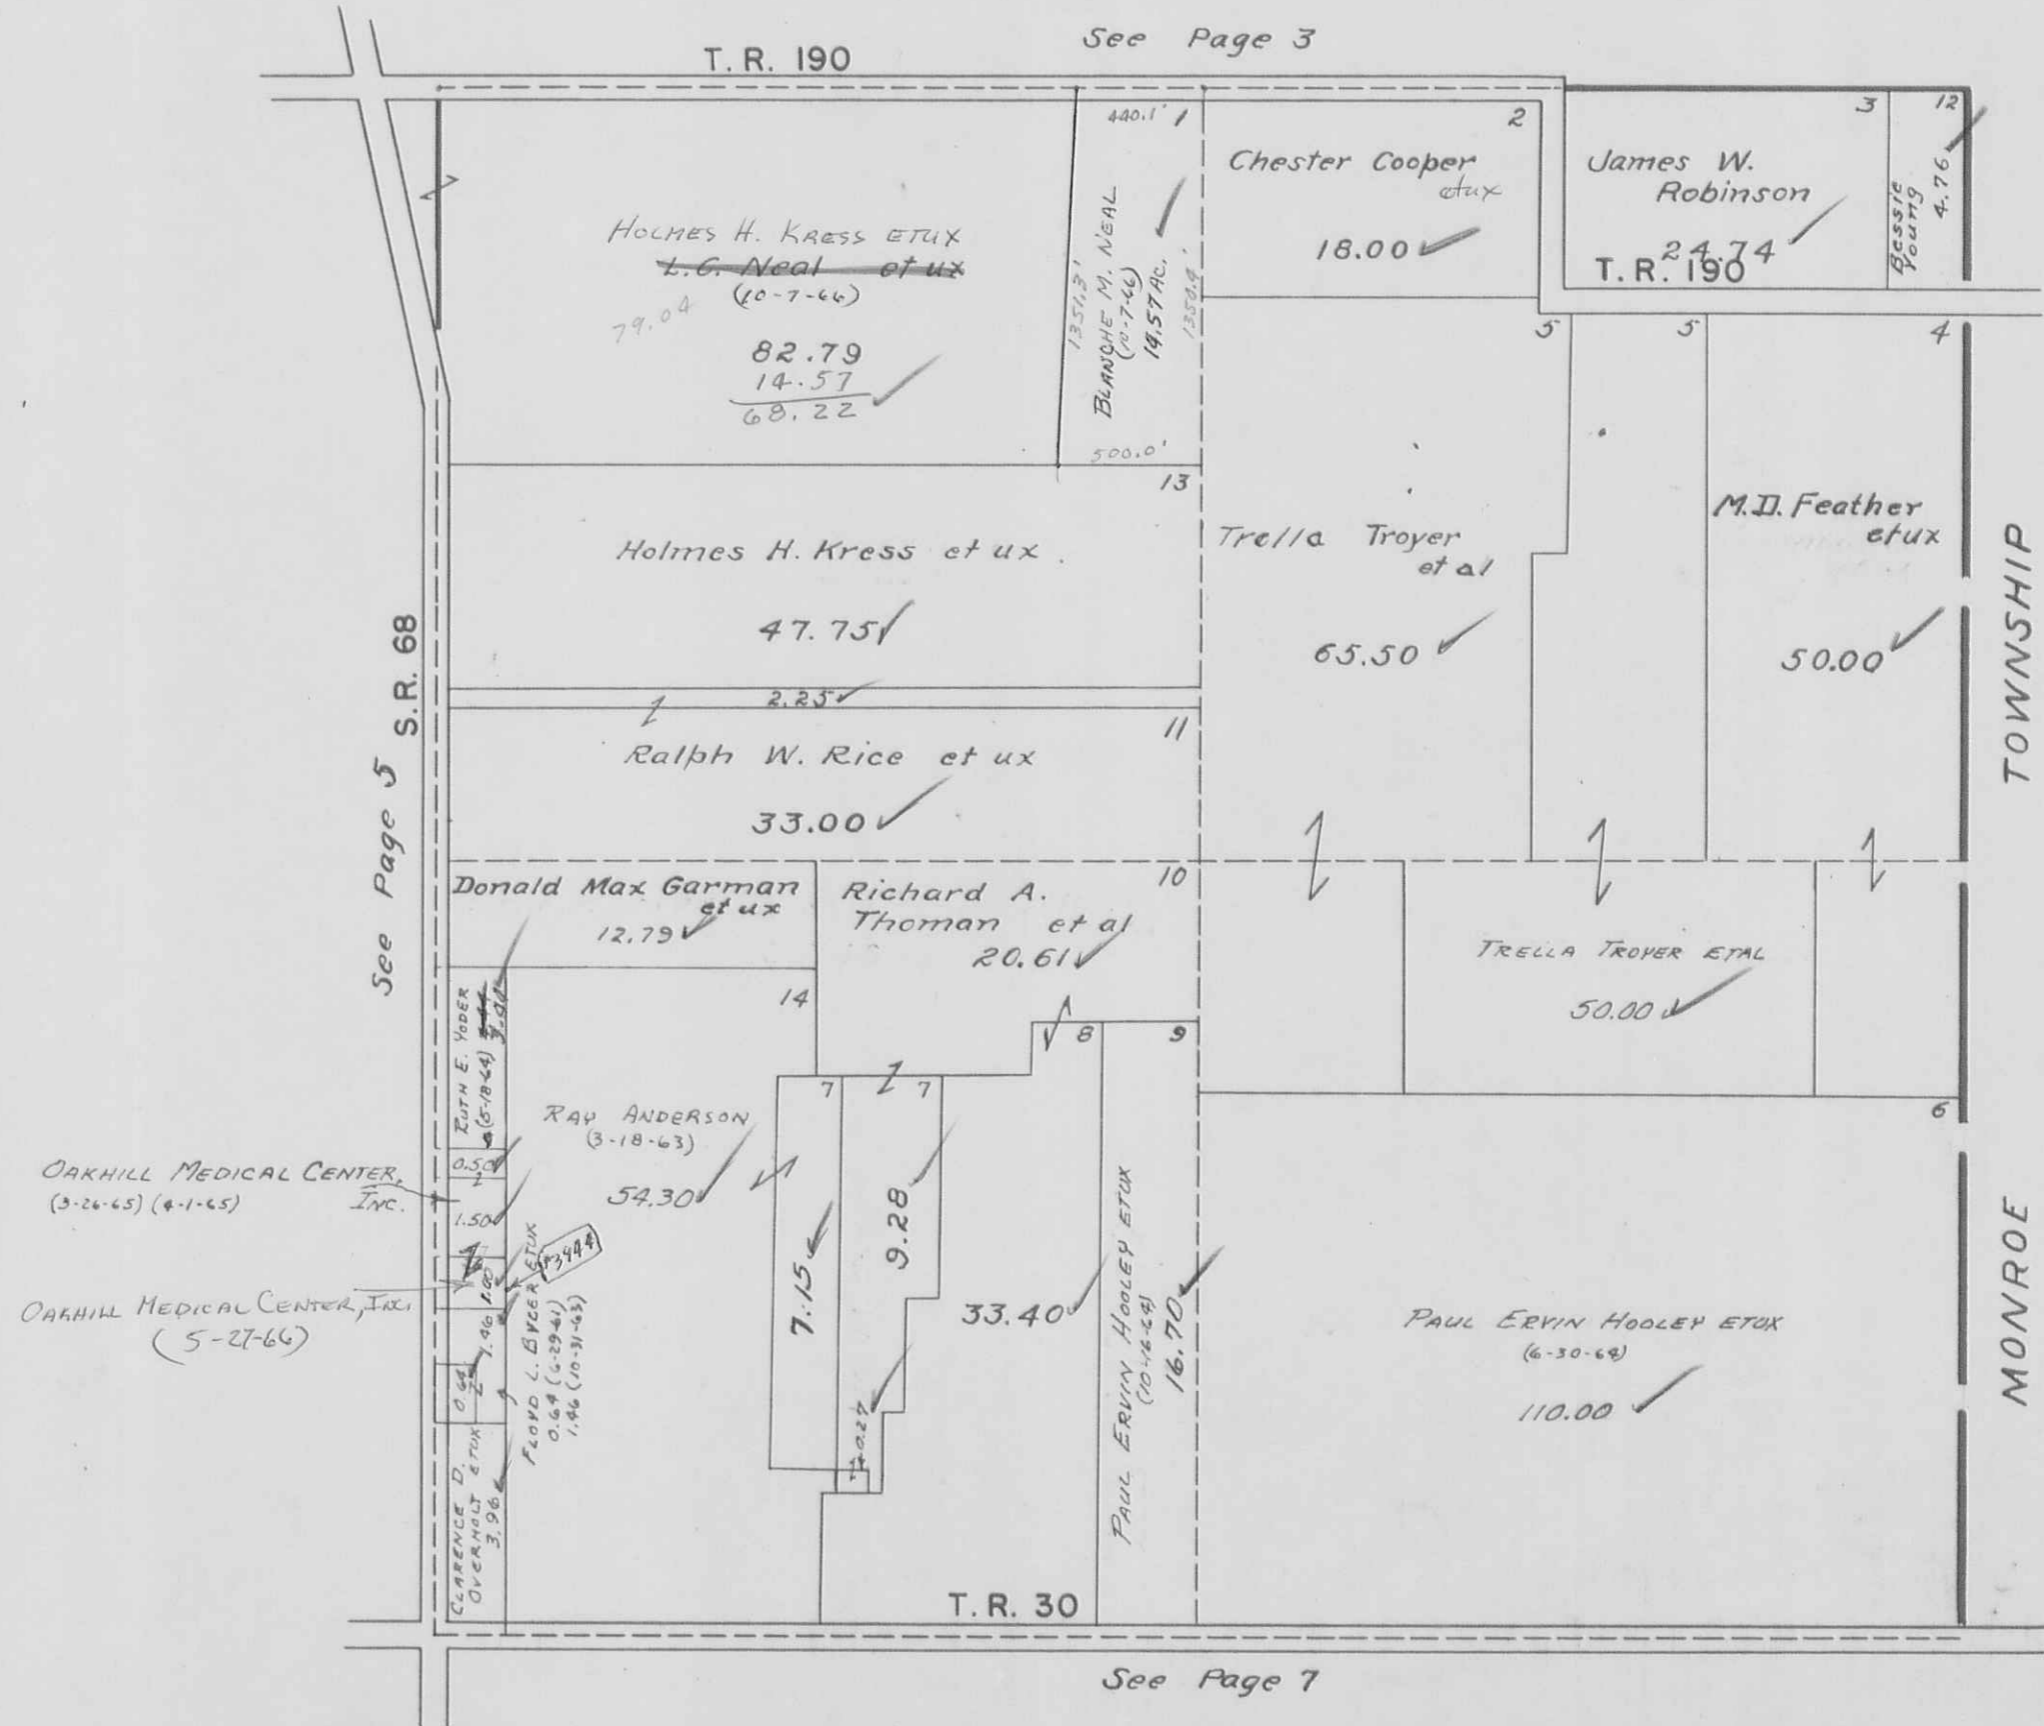 See Page 3
T. R. 190
440.1'
1
2
3
12
Chester Cooper
etux
18.00
James W.
Robinson
24.74
T. R. 190
Bessie
Young
4.76
HOLMES H. KRESS ETUX
L.C. Neal et ux
(10-7-66)
79.04
82.79
14.57
68.22
1351.3'
BLANCHE M. NEAL
(10-7-66)
14.57 AC.
1350.4'
500.0'
5
5
4
13
Holmes H. Kress et ux
47.75
Trella Troyer
et al
65.50
M.D. Feather
etux
50.00
TOWNSHIP
S.R. 68
See Page 5
2.25
11
Ralph W. Rice et ux
33.00
Donald Max Garman
et ux
12.79
10
Richard A.
Thoman et al
20.61
TRELLA TROYER ETAL
50.00
14
8
9
7
7
6
RUTH E. YODER
(5-18-64)
RAY ANDERSON
(3-18-63)
54.30
OAKHILL MEDICAL CENTER,
INC.
(3-26-65) (4-1-65)
0.50
1.50
1.00
3944
OAKHILL MEDICAL CENTER, INC.
(5-27-66)
1.46
0.64
FLOYD L. BYLER ETUX
0.64 (6-29-61)
1.46 (10-31-63)
CLARENCE D.
OVERHOLT ETUX
3.96
7.15
9.28
0.27
33.40
PAUL ERVIN HOOLEY ETUX
(10-16-64)
16.70
PAUL ERVIN HOOLEY ETUX
(6-30-64)
110.00
MONROE
T. R. 30
See Page 7